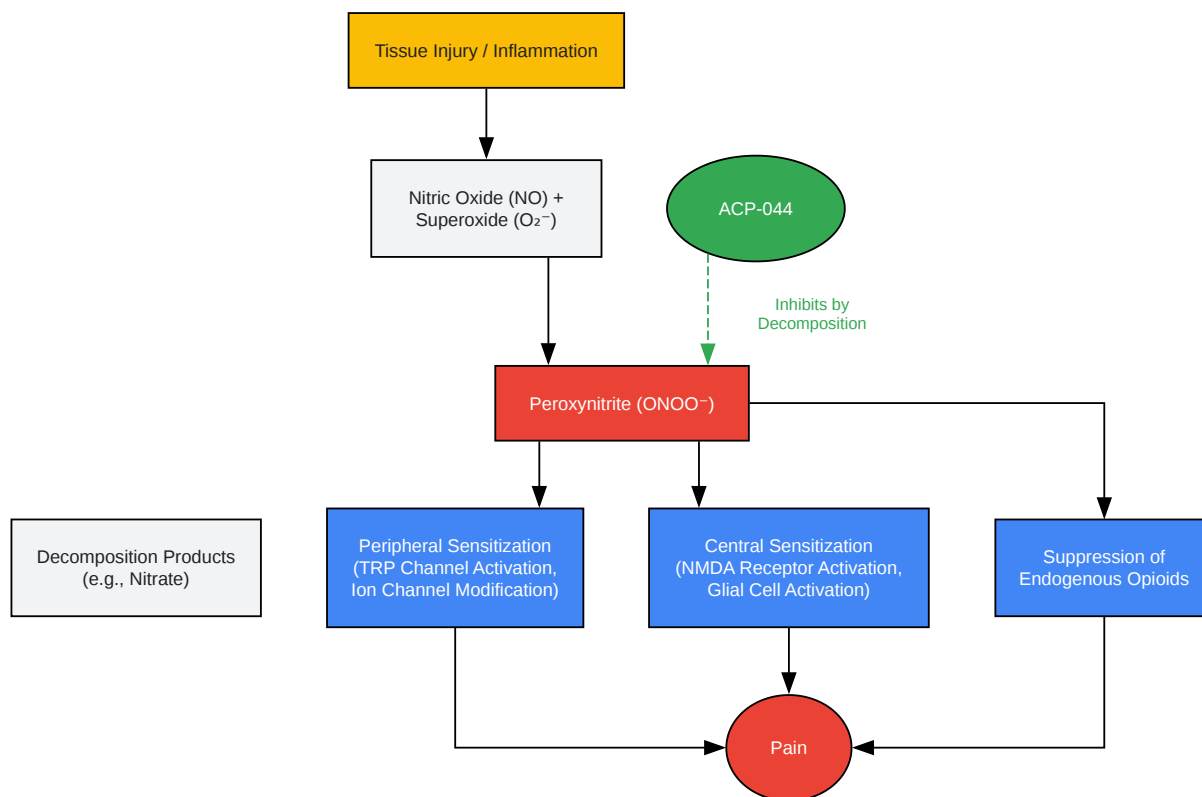 Tissue Injury / Inflammation
Nitric Oxide (NO) +
Superoxide (O₂⁻)
ACP-044
Inhibits by
Decomposition
Peroxynitrite (ONOO⁻)
Decomposition Products
(e.g., Nitrate)
Peripheral Sensitization
(TRP Channel Activation,
Ion Channel Modification)
Central Sensitization
(NMDA Receptor Activation,
Glial Cell Activation)
Suppression of
Endogenous Opioids
Pain